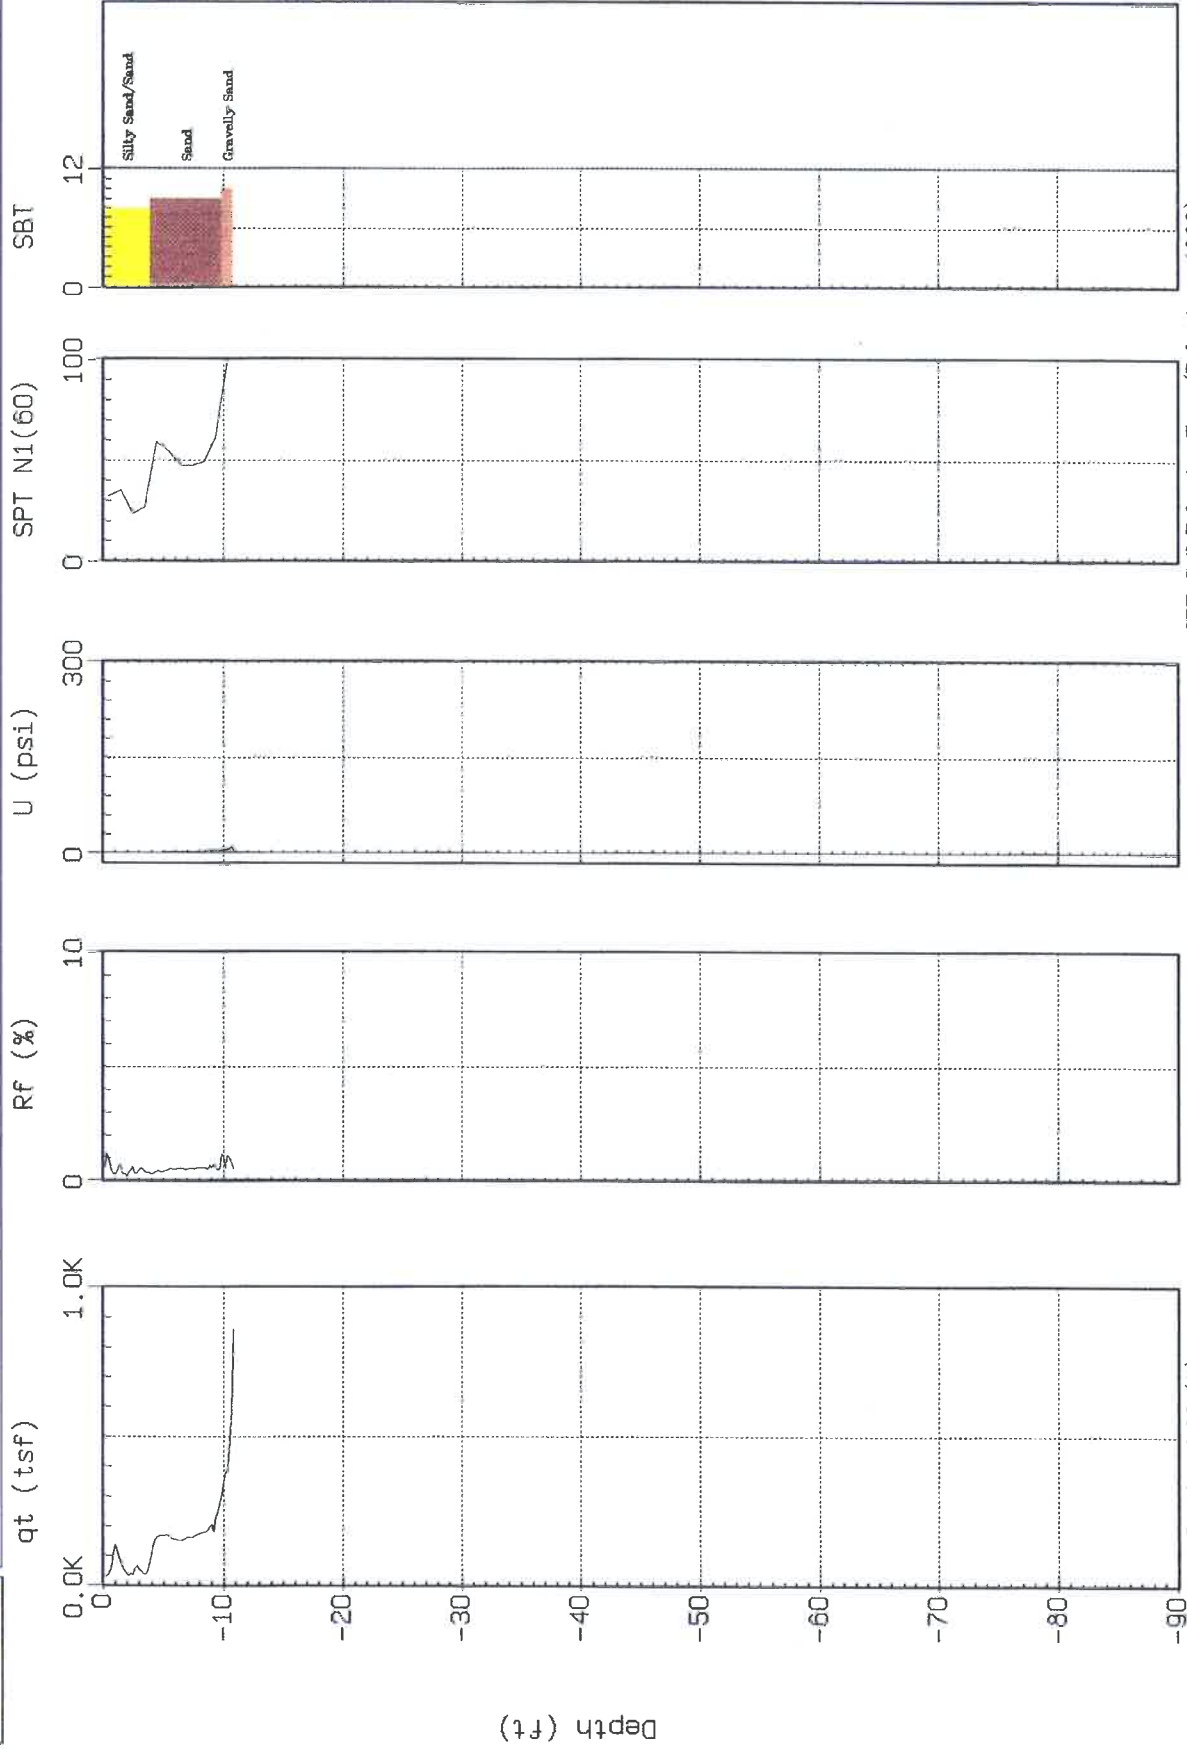 qt (tsf)
Rf (%)
U (psi)
SPT N1(60)
SBT
0.0K
1.0K
0
10
0
300
0
100
0
12
0
-10
-20
-30
-40
-50
-60
-70
-80
-90
Depth (ft)
Silty Sand/Sand
Sand
Gravelly Sand